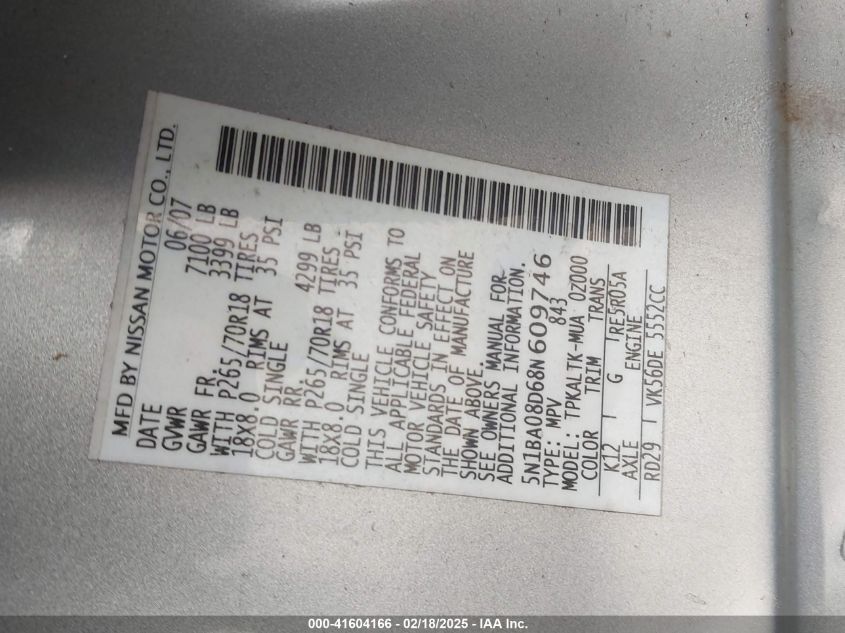 MFD BY NISSAN MOTOR CO., LTD.
DATE 06/07
GVWR 7100 LB
GAWR FR. 3399 LB
WITH P265/70R18 TIRES
18X8.0 RIMS AT 35 PSI
COLD SINGLE
GAWR RR. 4299 LB
WITH P265/70R18 TIRES
18X8.0 RIMS AT 35 PSI
COLD SINGLE
THIS VEHICLE CONFORMS TO
ALL APPLICABLE FEDERAL
MOTOR VEHICLE SAFETY
STANDARDS IN EFFECT ON
THE DATE OF MANUFACTURE
SHOWN ABOVE.
SEE OWNERS MANUAL FOR
ADDITIONAL INFORMATION.
5N1BA08D68N609746
TYPE: MPV 843
MODEL: TPKALTK-MUA 0Z000
COLOR TRIM TRANS
K12 G RE5R05A
AXLE ENGINE
RD29 VK56DE 5552CC
000-41604166 — 02/18/2025 — IAA Inc.